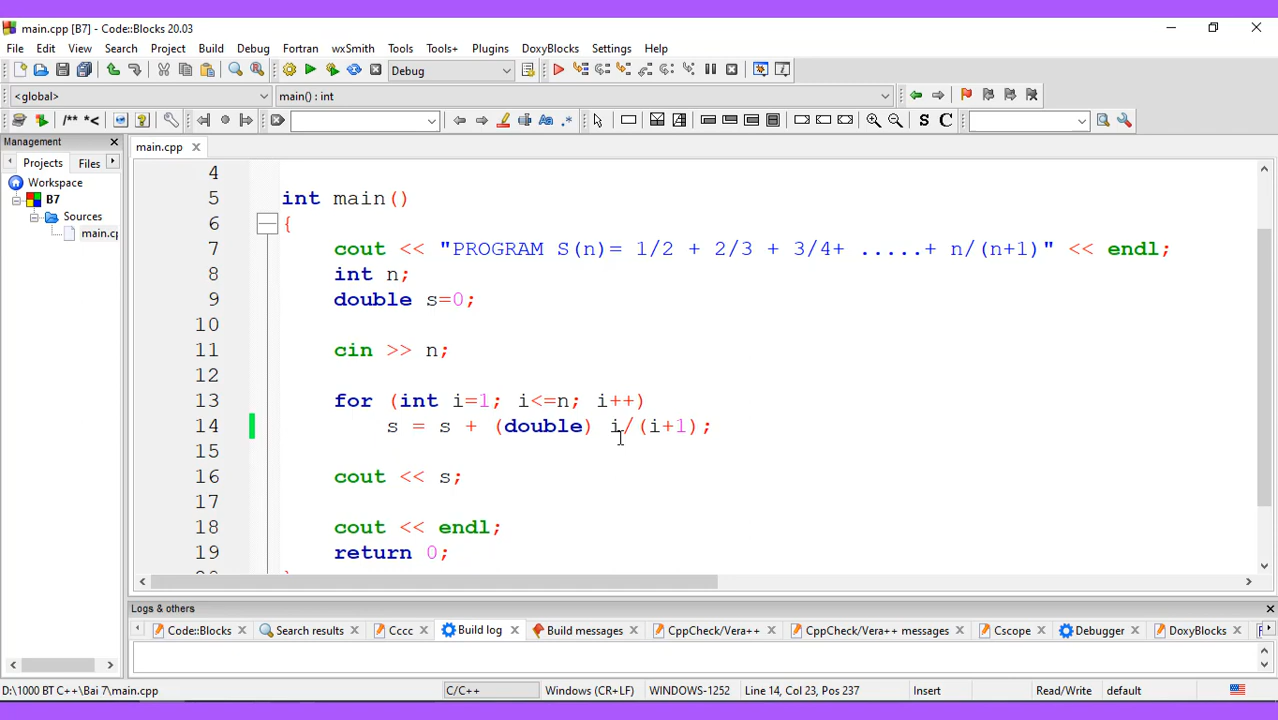 main.cpp [B7] - Code::Blocks 20.03
File Edit View Search Project Build Debug Fortran wxSmith Tools Tools+ Plugins DoxyBlocks Settings Help
Debug
<global> main() : int
/** *< Aa .* S C
Management
main.cpp
Projects Files
Workspace
B7
Sources
main.cp
4
5 int main()
6 {
7 cout << "PROGRAM S(n)= 1/2 + 2/3 + 3/4+ .....+ n/(n+1)" << endl;
8 int n;
9 double s=0;
10
11 cin >> n;
12
13 for (int i=1; i<=n; i++)
14 s = s + (double) i/(i+1);
15
16 cout << s;
17
18 cout << endl;
19 return 0;
Logs & others
Code::Blocks Search results Cccc Build log Build messages CppCheck/Vera++ CppCheck/Vera++ messages Cscope Debugger DoxyBlocks
D:\1000 BT C++\Bai 7\main.cpp C/C++ Windows (CR+LF) WINDOWS-1252 Line 14, Col 23, Pos 237 Insert Read/Write default